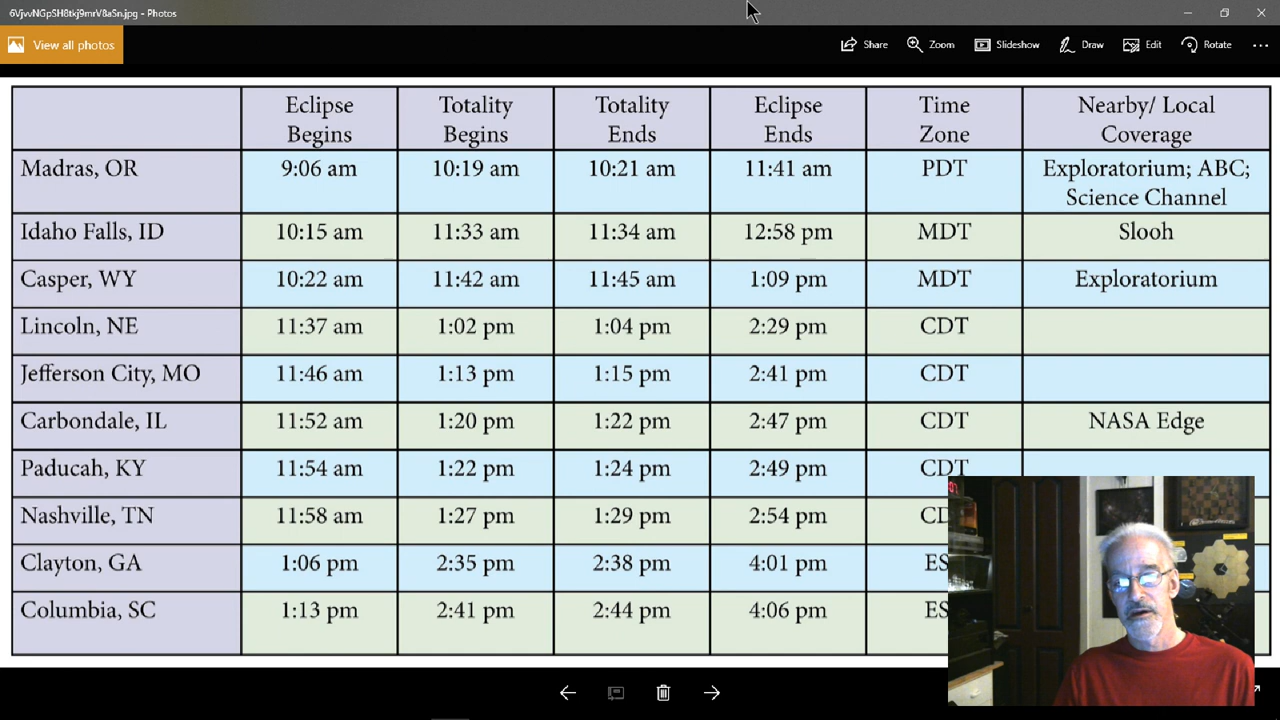 6VjvvNGpSH8tkj9mrV8aSn.jpg - Photos
View all photos
Share Zoom Slideshow Draw Edit Rotate
Eclipse Begins Totality Begins Totality Ends Eclipse Ends Time Zone Nearby/ Local Coverage
Madras, OR 9:06 am 10:19 am 10:21 am 11:41 am PDT Exploratorium; ABC; Science Channel
Idaho Falls, ID 10:15 am 11:33 am 11:34 am 12:58 pm MDT Slooh
Casper, WY 10:22 am 11:42 am 11:45 am 1:09 pm MDT Exploratorium
Lincoln, NE 11:37 am 1:02 pm 1:04 pm 2:29 pm CDT
Jefferson City, MO 11:46 am 1:13 pm 1:15 pm 2:41 pm CDT
Carbondale, IL 11:52 am 1:20 pm 1:22 pm 2:47 pm CDT NASA Edge
Paducah, KY 11:54 am 1:22 pm 1:24 pm 2:49 pm CDT
Nashville, TN 11:58 am 1:27 pm 1:29 pm 2:54 pm CD
Clayton, GA 1:06 pm 2:35 pm 2:38 pm 4:01 pm ES
Columbia, SC 1:13 pm 2:41 pm 2:44 pm 4:06 pm ES